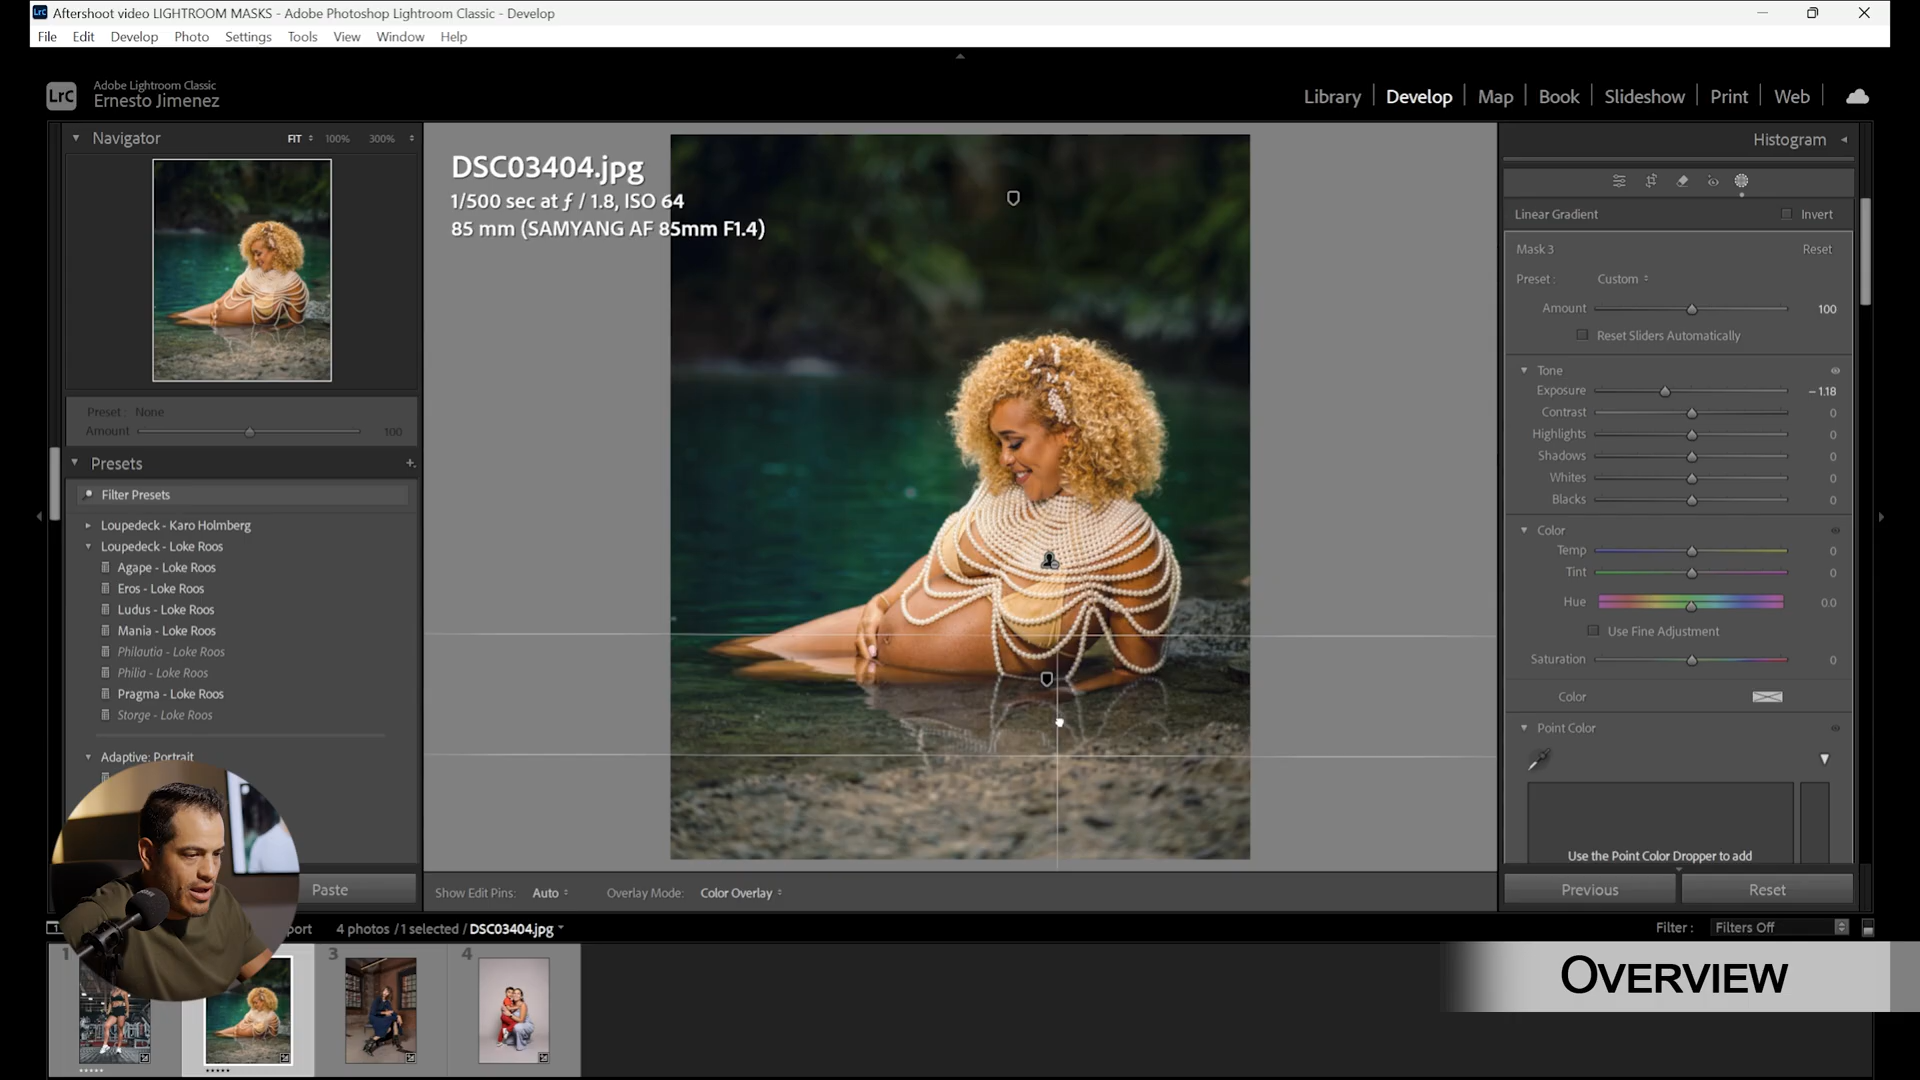 Aftershoot video LIGHTROOM MASKS - Adobe Photoshop Lightroom Classic - Develop
File Edit Develop Photo Settings Tools View Window Help
LrC
Adobe Lightroom Classic
Ernesto Jimenez
Library Develop Map Book Slideshow Print Web
Navigator FIT 100% 300%
Preset : None
Amount 100
Presets
Filter Presets
Loupedeck - Karo Holmberg
Loupedeck - Loke Roos
Agape - Loke Roos
Eros - Loke Roos
Ludus - Loke Roos
Mania - Loke Roos
Philautia - Loke Roos
Philia - Loke Roos
Pragma - Loke Roos
Storge - Loke Roos
Adaptive: Portrait
Paste
DSC03404.jpg
1/500 sec at ƒ / 1.8, ISO 64
85 mm (SAMYANG AF 85mm F1.4)
Show Edit Pins: Auto Overlay Mode: Color Overlay
Histogram
Linear Gradient Invert
Mask 3 Reset
Preset : Custom
Amount 100
Reset Sliders Automatically
Tone
Exposure – 1.18
Contrast 0
Highlights 0
Shadows 0
Whites 0
Blacks 0
Color
Temp 0
Tint 0
Hue 0.0
Use Fine Adjustment
Saturation 0
Color
Point Color
Use the Point Color Dropper to add
Previous Reset
port 4 photos / 1 selected / DSC03404.jpg
Filter : Filters Off
1 3 4
OVERVIEW